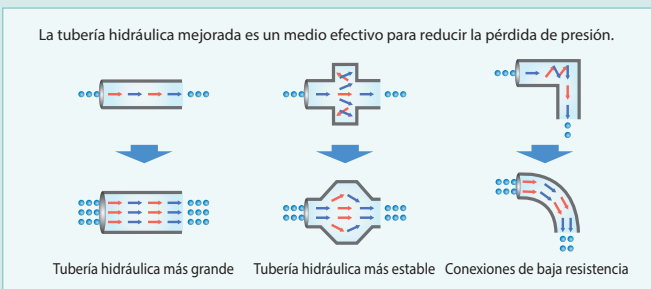 La tubería hidráulica mejorada es un medio efectivo para reducir la pérdida de presión.
Tubería hidráulica más grande
Tubería hidráulica más estable
Conexiones de baja resistencia